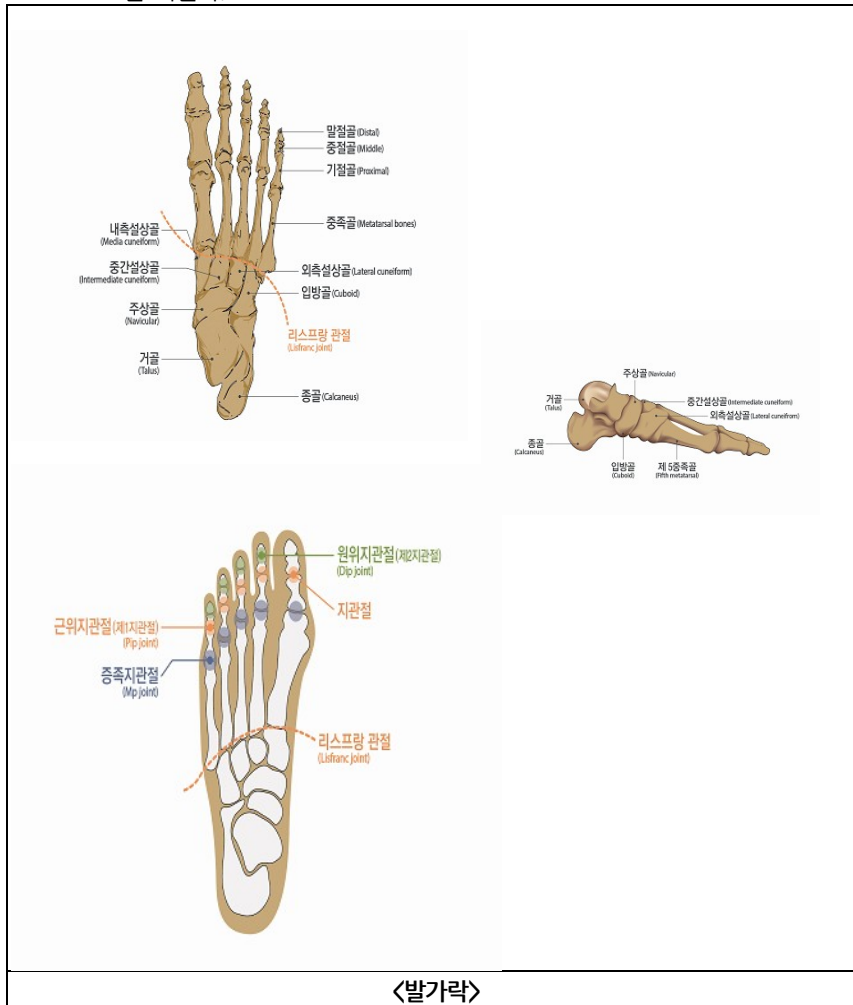 말절골(Distal)
중절골(Middle)
기절골(Proximal)
중족골(Metatarsal bones)
내측설상골
(Media cuneiform)
중간설상골
(Intermediate cuneiform)
외측설상골(Lateral cuneiform)
입방골(Cuboid)
주상골
(Navicular)
리스프랑 관절
(Lisfranc joint)
거골
(Talus)
종골(Calcaneus)
주상골(Navicular)
거골
(Talus)
중간설상골(Intermediate cuneiform)
외측설상골(Lateral cuneifrom)
종골
(Calcaneus)
입방골
(Cuboid)
제 5중족골
(Fifth metatarsal)
원위지관절(제2지관절)
(Dip joint)
지관절
근위지관절(제1지관절)
(Pip joint)
증족지관절
(Mp joint)
리스프랑 관절
(Lisfranc joint)
<발가락>